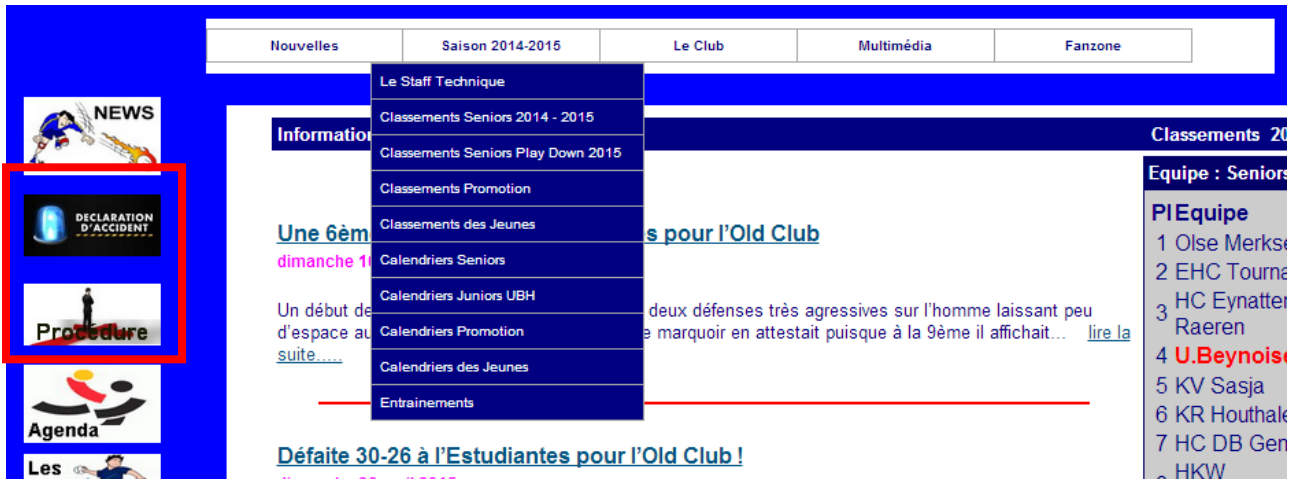 Nouvelles
Saison 2014-2015
Le Club
Multimédia
Fanzone
Le Staff Technique
Classements Seniors 2014 - 2015
Classements Seniors Play Down 2015
Classements Promotion
Classements des Jeunes
Calendriers Seniors
Calendriers Juniors UBH
Calendriers Promotion
Calendriers des Jeunes
Entrainements
NEWS
DECLARATION
D'ACCIDENT
Procédure
Agenda
Les
Information
Une 6èm
s pour l'Old Club
dimanche 1
Un début de
deux défenses très agressives sur l'homme laissant peu
d'espace au
e marquoir en attestait puisque à la 9ème il affichait... lire la
suite.....
Défaite 30-26 à l'Estudiantes pour l'Old Club !
Classements 20
Equipe : Seniors
Pl Equipe
1 Olse Merkse
2 EHC Tourna
3 HC Eynatten
Raeren
4 U.Beynoise
5 KV Sasja
6 KR Houthale
7 HC DB Gen
HKW